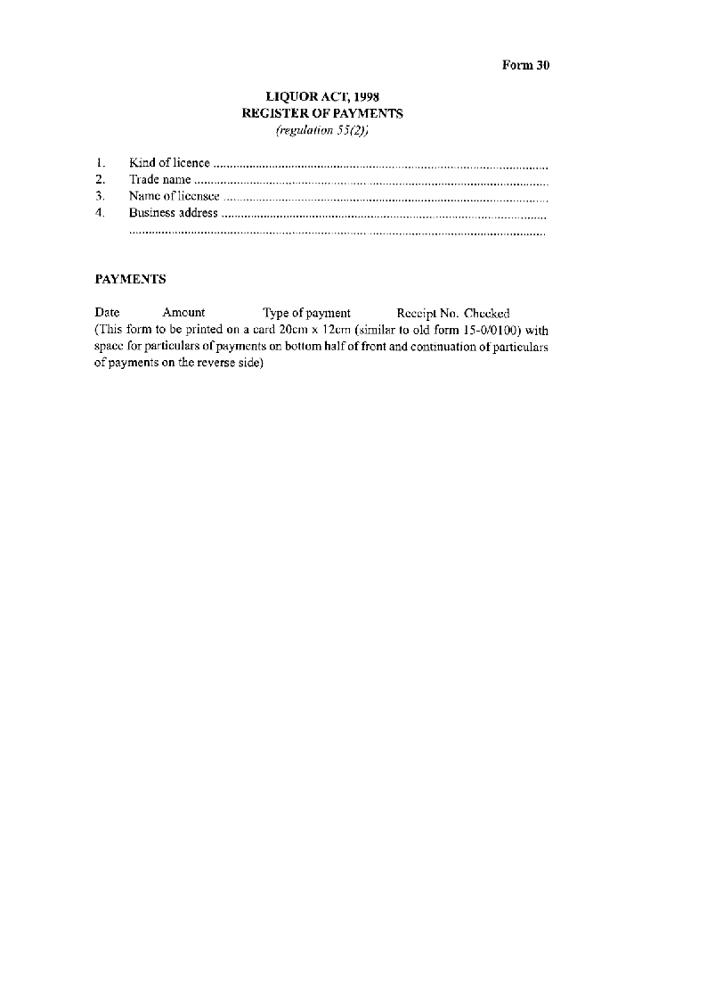 Form 30
LIQUOR ACT, 1998
REGISTER OF PAYMENTS
(regulation 55(2))
1. Kind of licence ....................................................................................................
2. Trade name ..........................................................................................................
3. Name of licensee .................................................................................................
4. Business address .................................................................................................
.............................................................................................................................
PAYMENTS
Date Amount Type of payment Receipt No. Checked
(This form to be printed on a card 20cm x 12cm (similar to old form 15-0/0100) with
space for particulars of payments on bottom half of front and continuation of particulars
of payments on the reverse side)